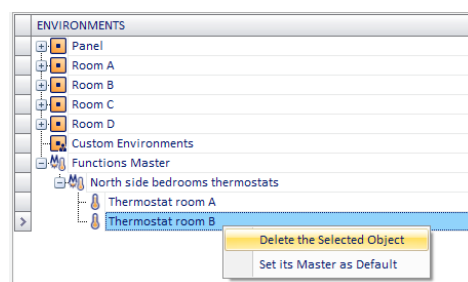 ENVIRONMENTS
Panel
Room A
Room B
Room C
Room D
Custom Environments
Functions Master
North side bedrooms thermostats
Thermostat room A
Thermostat room B
Delete the Selected Object
Set its Master as Default